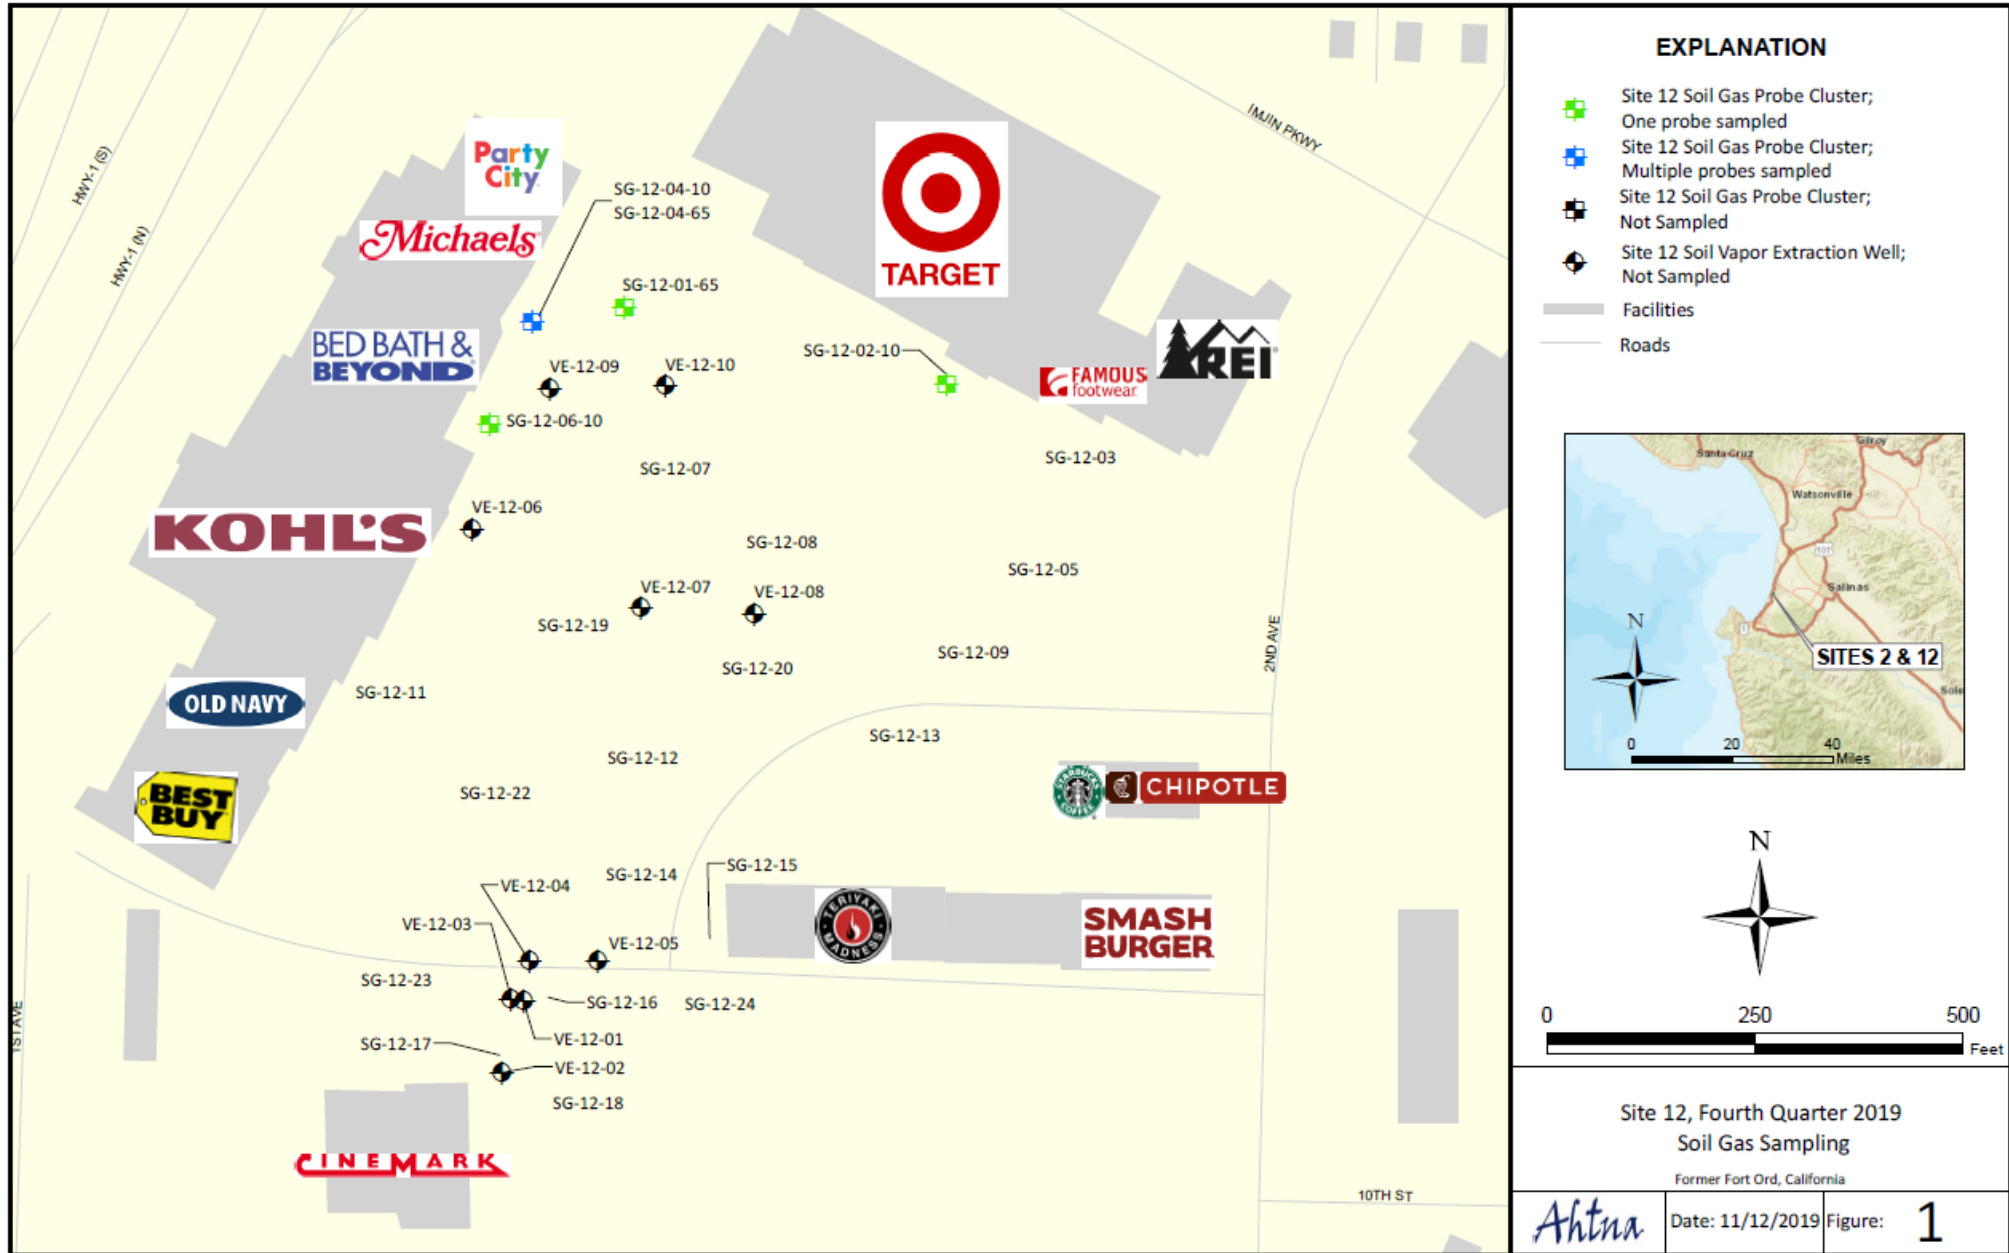 HWY-1 (S)
HWY-1 (N)
Party
City
Michaels
SG-12-04-10
SG-12-04-65
TARGET
IMJIN PKWY
SG-12-01-65
BED BATH &
BEYOND
VE-12-09
VE-12-10
SG-12-02-10
FAMOUS
footwear
REI
SG-12-06-10
SG-12-07
SG-12-03
VE-12-06
KOHL'S
SG-12-08
SG-12-05
VE-12-07
VE-12-08
SG-12-19
SG-12-09
SG-12-20
2ND AVE
SG-12-11
OLD NAVY
SG-12-13
SG-12-12
SG-12-22
BEST
BUY
STARBUCKS
COFFEE
CHIPOTLE
SG-12-15
SG-12-14
VE-12-04
VE-12-03
TERIYAKI
MADNESS
SMASH
BURGER
VE-12-05
SG-12-23
SG-12-16
SG-12-24
1ST AVE
VE-12-01
SG-12-17
VE-12-02
SG-12-18
CINEMARK
10TH ST
EXPLANATION
Site 12 Soil Gas Probe Cluster;
One probe sampled
Site 12 Soil Gas Probe Cluster;
Multiple probes sampled
Site 12 Soil Gas Probe Cluster;
Not Sampled
Site 12 Soil Vapor Extraction Well;
Not Sampled
Facilities
Roads
Santa Cruz
Gilroy
Watsonville
101
Salinas
1
N
SITES 2 & 12
Sole
0 20 40
Miles
N
0 250 500
Feet
Site 12, Fourth Quarter 2019
Soil Gas Sampling
Former Fort Ord, California
Ahtna
Date: 11/12/2019
Figure: 1